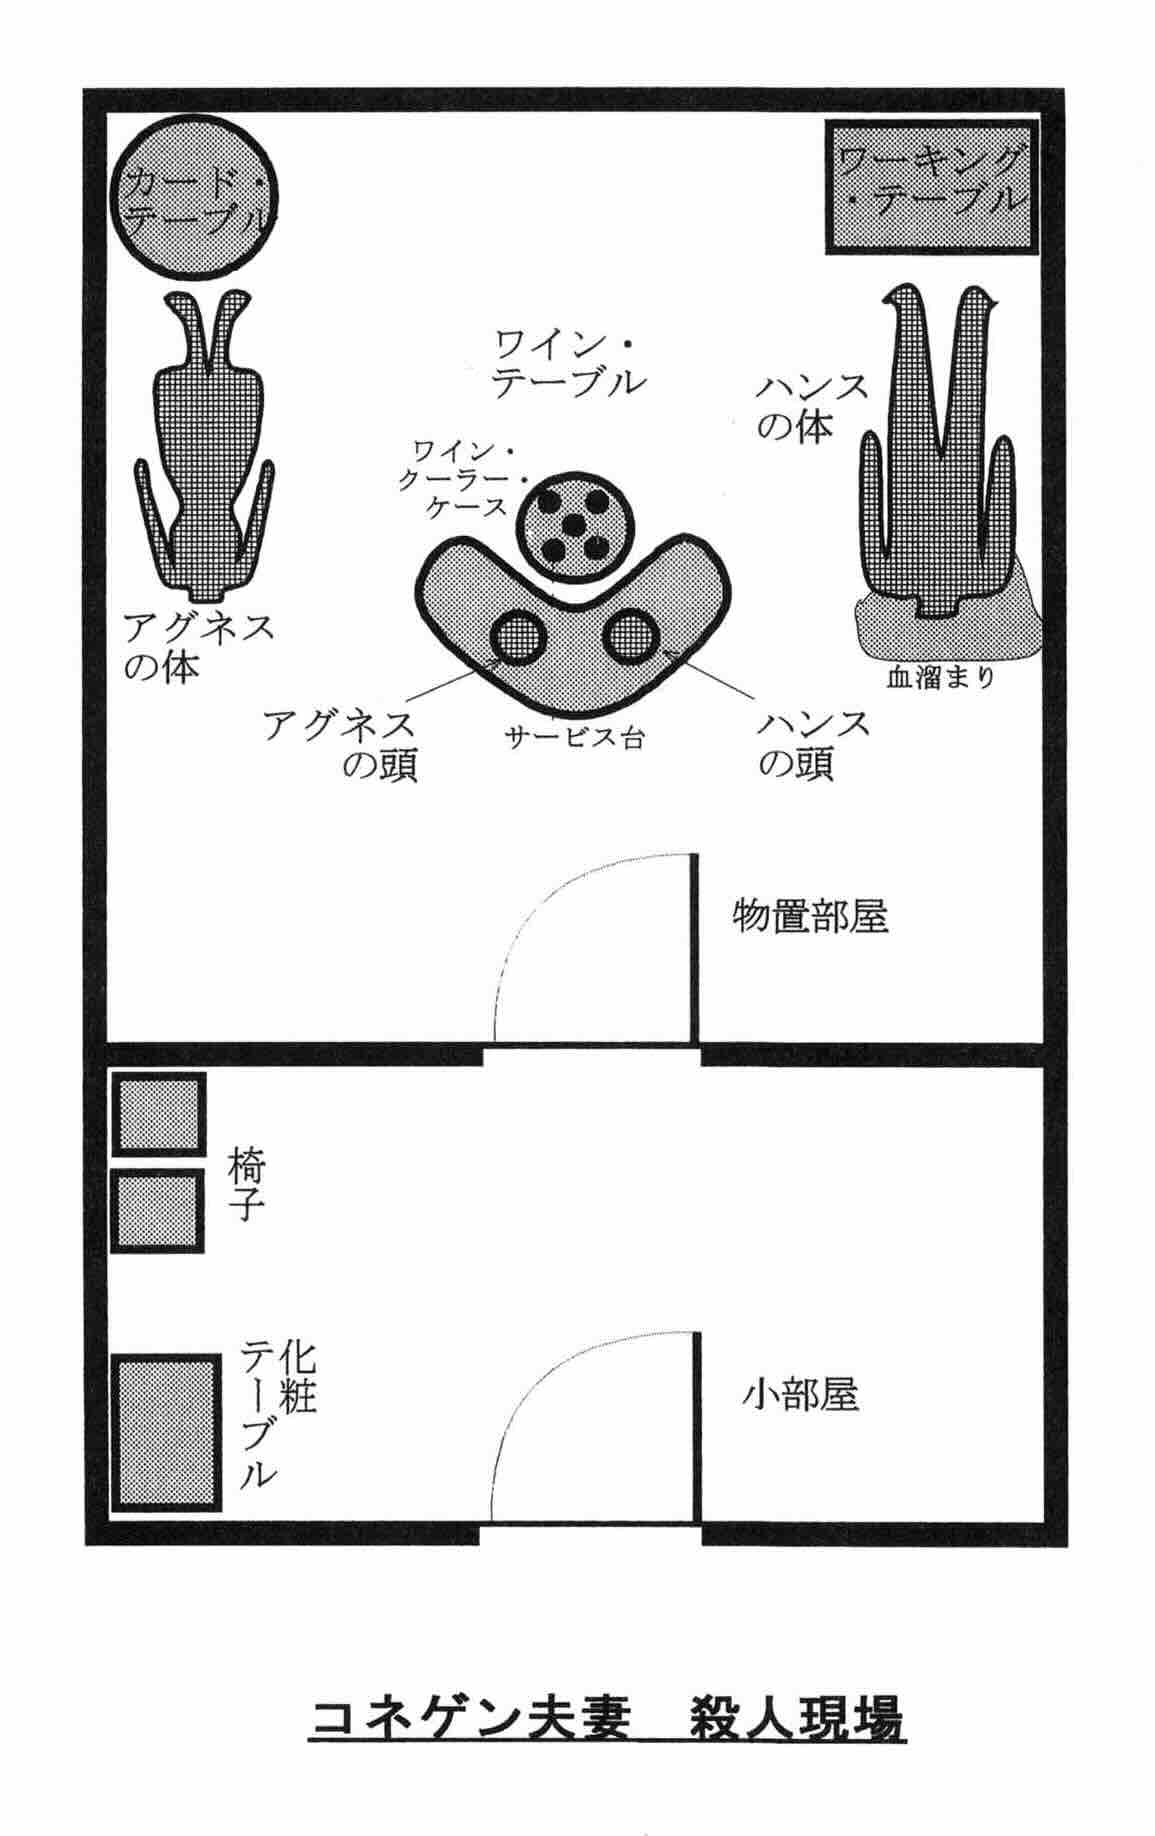 カード・
テーブル
ワーキング
・テーブル
ワイン・
テーブル
ハンス
の体
ワイン・
クーラー・
ケース
アグネス
の体
血溜まり
アグネス
の頭
サービス台
ハンス
の頭
物置部屋
椅子
化粧
テーブル
小部屋
コネゲン夫妻　殺人現場